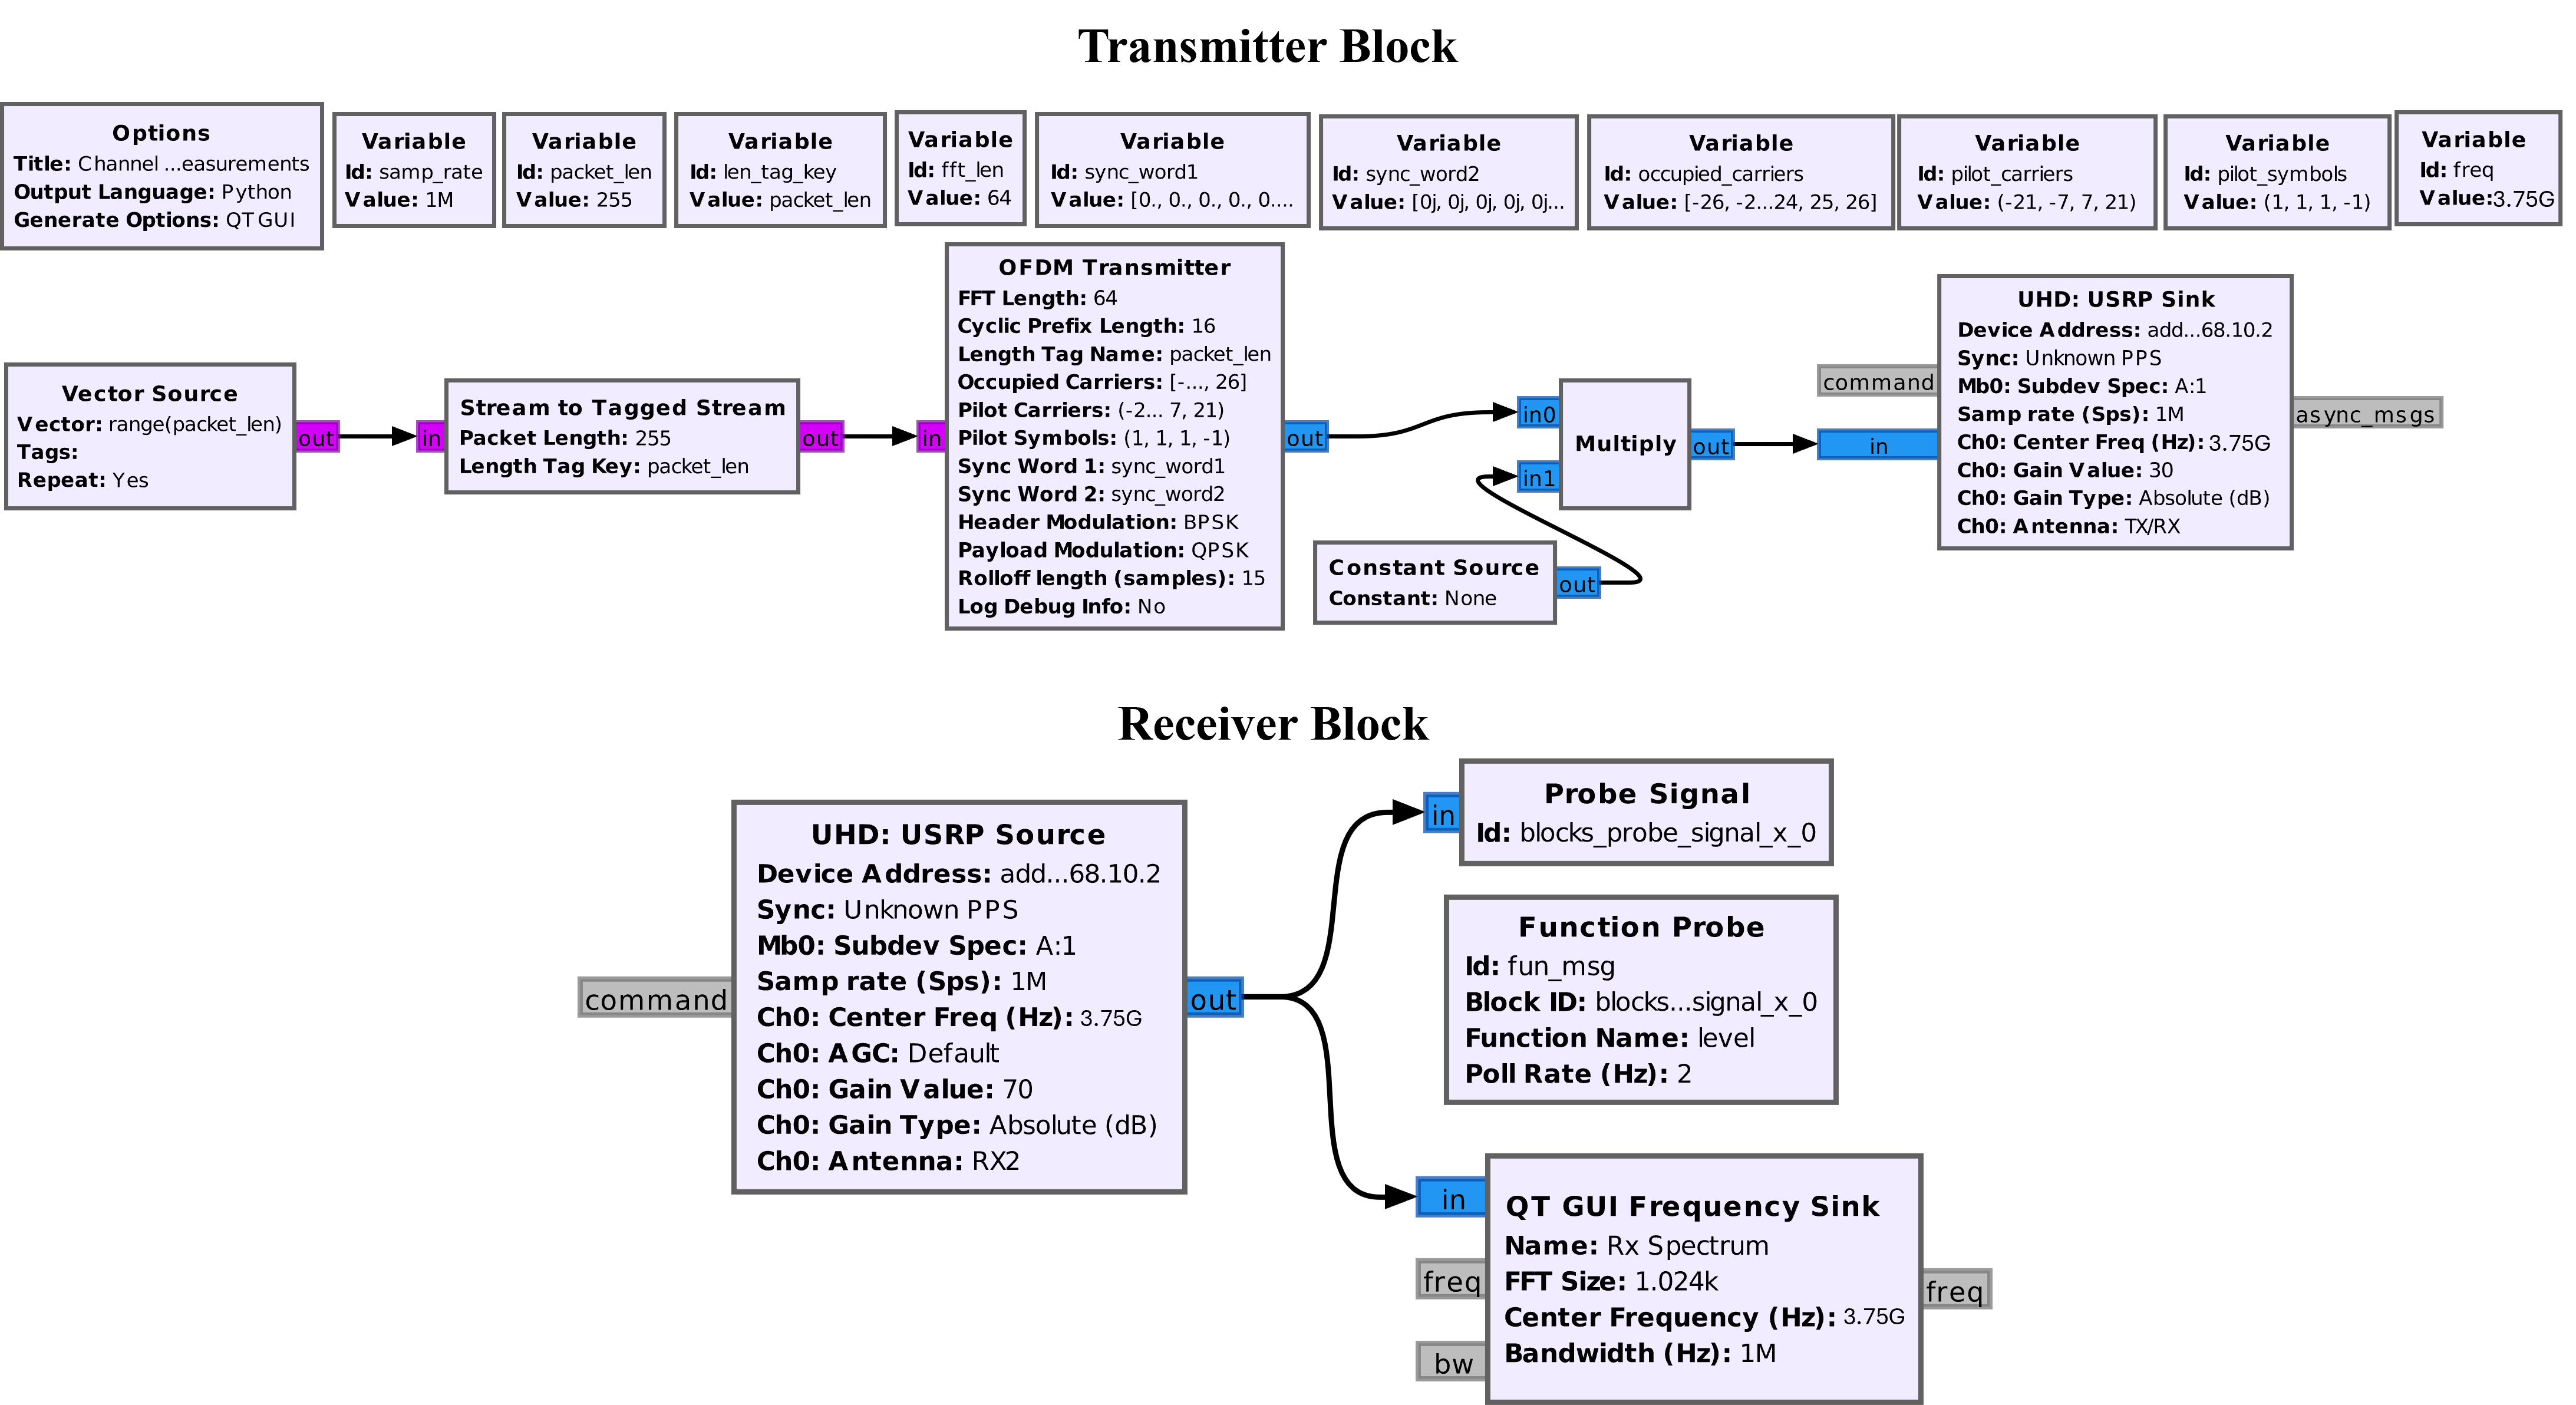 Transmitter Block
Options
Title: Channel ...easurements
Output Language: Python
Generate Options: QT GUI
Variable
Id: samp_rate
Value: 1M
Variable
Id: packet_len
Value: 255
Variable
Id: len_tag_key
Value: packet_len
Variable
Id: fft_len
Value: 64
Variable
Id: sync_word1
Value: [0., 0., 0., 0., 0....
Variable
Id: sync_word2
Value: [0j, 0j, 0j, 0j, 0j...
Variable
Id: occupied_carriers
Value: [-26, -2...24, 25, 26]
Variable
Id: pilot_carriers
Value: (-21, -7, 7, 21)
Variable
Id: pilot_symbols
Value: (1, 1, 1, -1)
Variable
Id: freq
Value:3.75G
Vector Source
Vector: range(packet_len)
Tags:
Repeat: Yes
out
in
Stream to Tagged Stream
Packet Length: 255
Length Tag Key: packet_len
out
in
OFDM Transmitter
FFT Length: 64
Cyclic Prefix Length: 16
Length Tag Name: packet_len
Occupied Carriers: [-..., 26]
Pilot Carriers: (-2... 7, 21)
Pilot Symbols: (1, 1, 1, -1)
Sync Word 1: sync_word1
Sync Word 2: sync_word2
Header Modulation: BPSK
Payload Modulation: QPSK
Rolloff length (samples): 15
Log Debug Info: No
out
in0
in1
Multiply
out
Constant Source
Constant: None
out
command
in
UHD: USRP Sink
Device Address: add...68.10.2
Sync: Unknown PPS
Mb0: Subdev Spec: A:1
Samp rate (Sps): 1M
Ch0: Center Freq (Hz): 3.75G
Ch0: Gain Value: 30
Ch0: Gain Type: Absolute (dB)
Ch0: Antenna: TX/RX
async_msgs
Receiver Block
command
UHD: USRP Source
Device Address: add...68.10.2
Sync: Unknown PPS
Mb0: Subdev Spec: A:1
Samp rate (Sps): 1M
Ch0: Center Freq (Hz): 3.75G
Ch0: AGC: Default
Ch0: Gain Value: 70
Ch0: Gain Type: Absolute (dB)
Ch0: Antenna: RX2
out
in
Probe Signal
Id: blocks_probe_signal_x_0
Function Probe
Id: fun_msg
Block ID: blocks...signal_x_0
Function Name: level
Poll Rate (Hz): 2
in
freq
bw
QT GUI Frequency Sink
Name: Rx Spectrum
FFT Size: 1.024k
Center Frequency (Hz): 3.75G
Bandwidth (Hz): 1M
freq